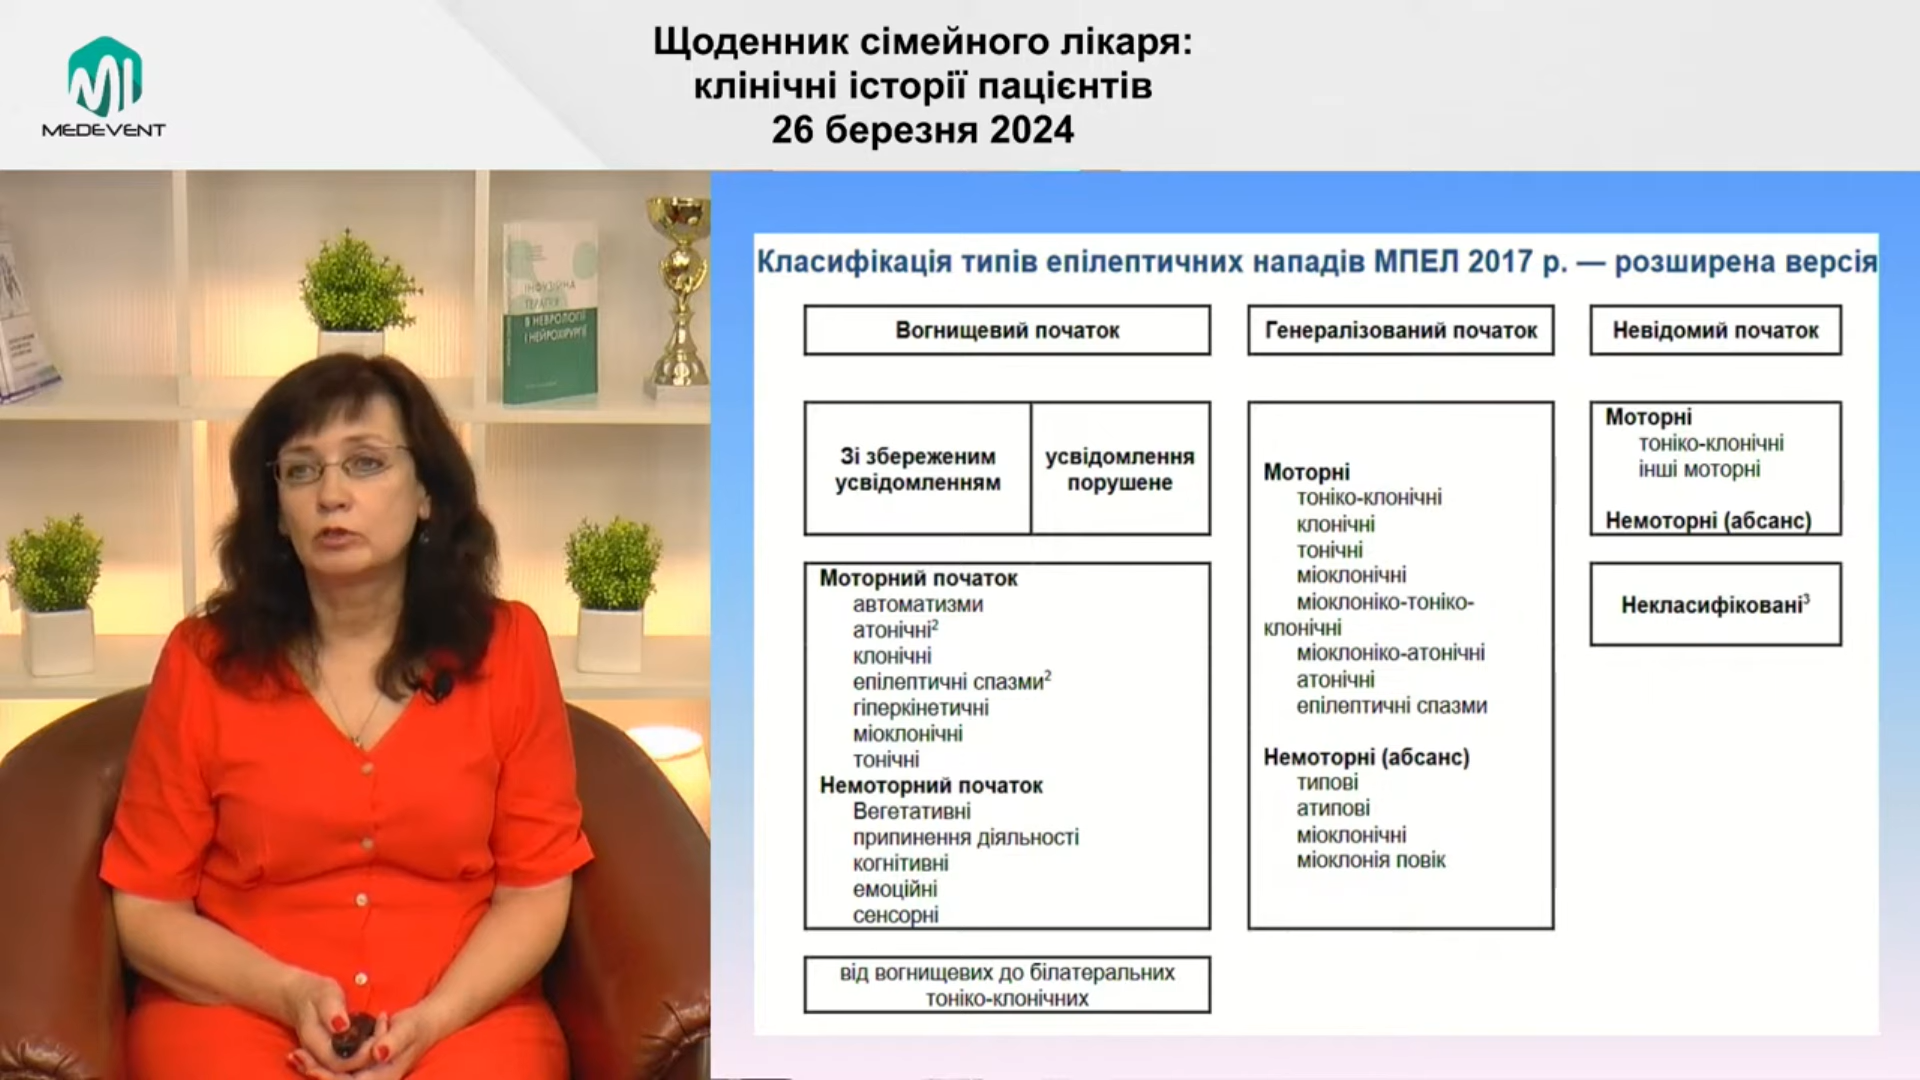 Щоденник сімейного лікаря:
клінічні історії пацієнтів
26 березня 2024
MEDEVENT
ІНФУЗІЙНА
ТЕРАПІЯ
В НЕВРОЛОГІЇ
І НЕЙРОХІРУРГІЇ
Класифікація типів епілептичних нападів МПЕЛ 2017 р. — розширена версія
Вогнищевий початок
Зі збереженим
усвідомленням
усвідомлення
порушене
Моторний початок
автоматизми
атонічні²
клонічні
епілептичні спазми²
гіперкінетичні
міоклонічні
тонічні
Немоторний початок
Вегетативні
припинення діяльності
когнітивні
емоційні
сенсорні
від вогнищевих до білатеральних
тоніко-клонічних
Генералізований початок
Моторні
тоніко-клонічні
клонічні
тонічні
міоклонічні
міоклоніко-тоніко-
клонічні
міоклоніко-атонічні
атонічні
епілептичні спазми
Немоторні (абсанс)
типові
атипові
міоклонічні
міоклонія повік
Невідомий початок
Моторні
тоніко-клонічні
інші моторні
Немоторні (абсанс)
Некласифіковані³